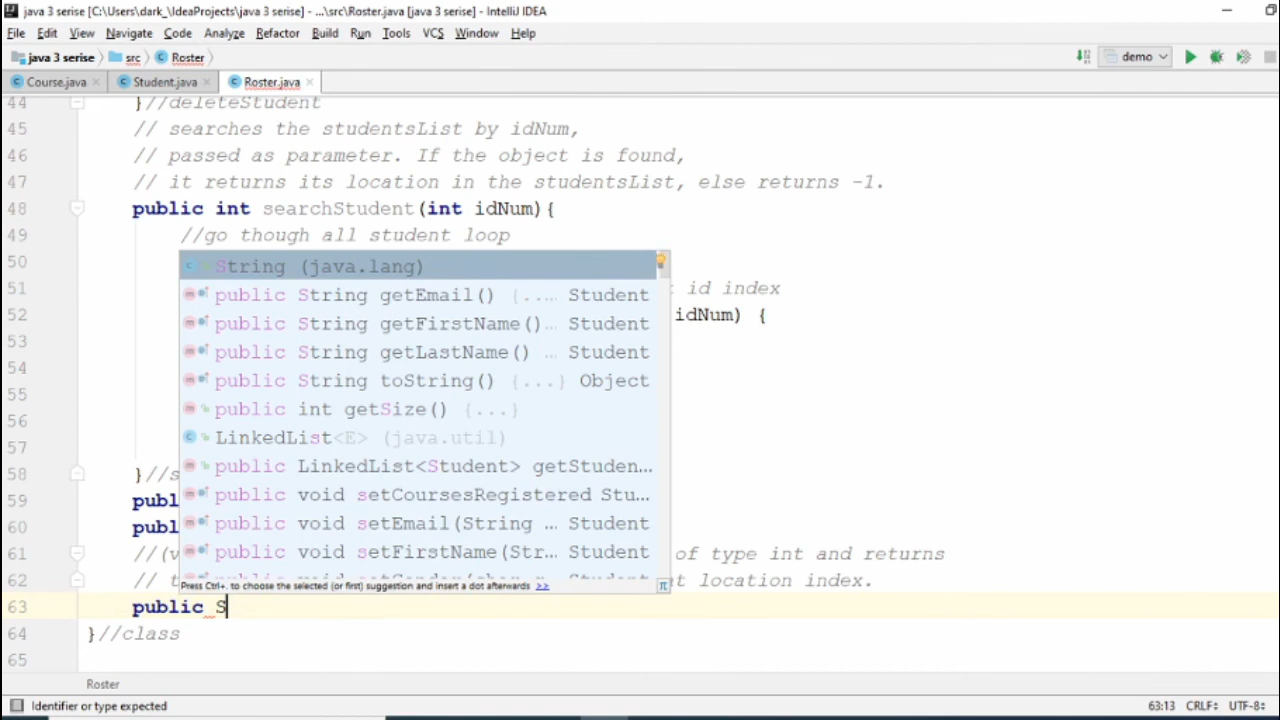 java 3 serise [C:\Users\dark_\IdeaProjects\java 3 serise] - ...\src\Roster.java [java 3 serise] - IntelliJ IDEA
File Edit View Navigate Code Analyze Refactor Build Run Tools VCS Window Help
java 3 serise src Roster demo
Course.java Student.java Roster.java
44 }//deleteStudent
45 // searches the studentsList by idNum,
46 // passed as parameter. If the object is found,
47 // it returns its location in the studentsList, else returns -1.
48 public int searchStudent(int idNum){
49 //go though all student loop
String (java.lang)
50
51 id index
public String getEmail() {... Student
52 idNum) {
public String getFirstName() ... Student
53
public String getLastName() ... Student
54
public String toString() {...} Object
55
public int getSize() {...}
56
LinkedList<E> (java.util)
57
public LinkedList<Student> getStuden...
58 }//s
public void setCoursesRegistered Stu...
59 publ
public void setEmail(String ... Student
60 publ
public void setFirstName(Str... Student
61 //(v of type int and returns
62 // t t location index.
Press Ctrl+. to choose the selected (or first) suggestion and insert a dot afterwards >> π
63 public S
64 }//class
65
Roster
Identifier or type expected 63:13 CRLF UTF-8